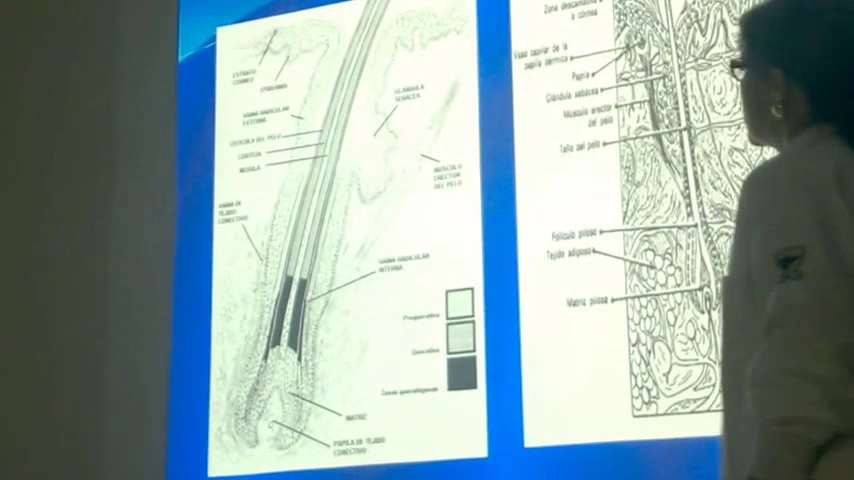 ESTRATO
CORNEO
EPIDERMIS
VAINA RADICULAR
EXTERNA
CUTICULA DEL PELO
CORTEZA
MEDULA
VAINA DE
TEJIDO
CONECTIVO
GLANDULA
SEBACEA
MUSCULO
ERECTOR
DEL PELO
VAINA RADICULAR
INTERNA
Queratina
MATRIZ
PAPILA DE TEJIDO
CONECTIVO
Zona descamativa
o córnea
Vaso capilar de la
papila dérmica
Papila
Glándula sebácea
Musculo erector
del pelo
Tallo del pelo
Folículo piloso
Tejido adiposo
Matriz pilosa